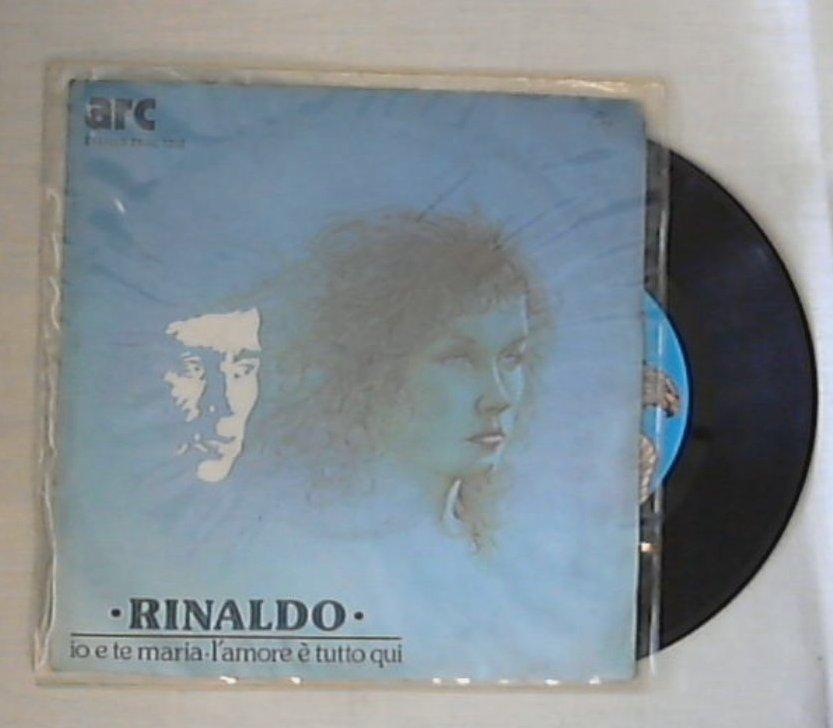 arc
• RINALDO •
io e te maria • l'amore è tutto qui